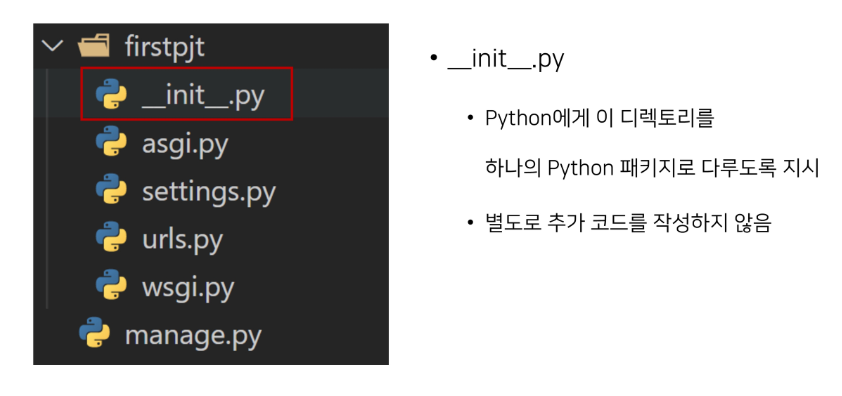 firstpjt
__init__.py
asgi.py
settings.py
urls.py
wsgi.py
manage.py
• __init__.py
• Python에게 이 디렉토리를
하나의 Python 패키지로 다루도록 지시
• 별도로 추가 코드를 작성하지 않음